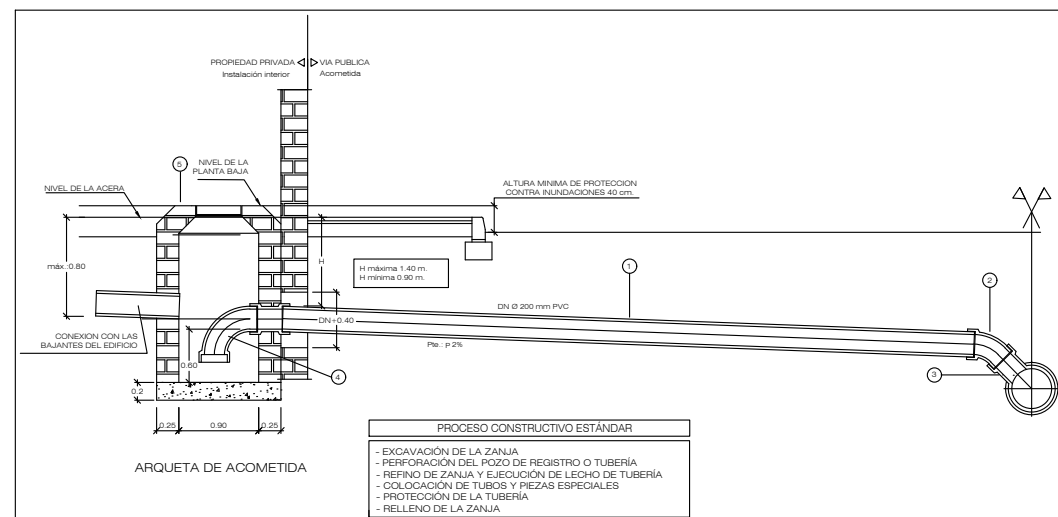 PROPIEDAD PRIVADA
Instalación interior
VIA PUBLICA
Acometida
5
NIVEL DE LA
PLANTA BAJA
NIVEL DE LA ACERA
ALTURA MINIMA DE PROTECCION
CONTRA INUNDACIONES 40 cm.
máx.:0.80
H
H máxima 1.40 m.
H mínima 0.90 m.
1
2
DN Ø 200 mm PVC
DN+0.40
CONEXION CON LAS
BAJANTES DEL EDIFICIO
Pte.: p 2%
0.60
4
3
0.2
0.25
0.90
0.25
ARQUETA DE ACOMETIDA
PROCESO CONSTRUCTIVO ESTÁNDAR
- EXCAVACIÓN DE LA ZANJA
- PERFORACIÓN DEL POZO DE REGISTRO O TUBERÍA
- REFINO DE ZANJA Y EJECUCIÓN DE LECHO DE TUBERÍA
- COLOCACIÓN DE TUBOS Y PIEZAS ESPECIALES
- PROTECCIÓN DE LA TUBERÍA
- RELLENO DE LA ZANJA